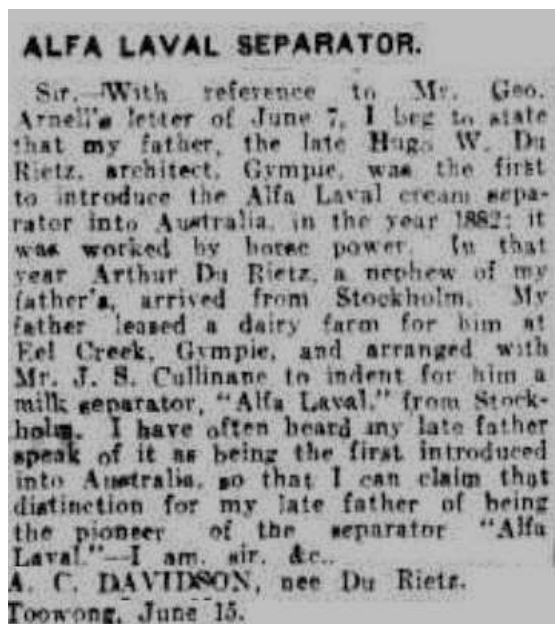 ALFA LAVAL SEPARATOR.
Sir.—With reference to Mr. Geo.
Arnell's letter of June 7, I beg to state
that my father, the late Hugo W. Du
Rietz, architect, Gympie, was the first
to introduce the Alfa Laval cream sepa-
rator into Australia, in the year 1882; it
was worked by horse power. In that
year Arthur Du Rietz, a nephew of my
father's, arrived from Stockholm. My
father leased a dairy farm for him at
Eel Creek, Gympie, and arranged with
Mr. J. S. Cullinane to indent for him a
milk separator, "Alfa Laval," from Stock-
holm. I have often heard my late father
speak of it as being the first introduced
into Australia, so that I can claim that
distinction for my late father of being
the pioneer of the separator "Alfa
Laval."—I am, sir, &c.,
A. C. DAVIDSON, nee Du Rietz.
Toowong, June 15.